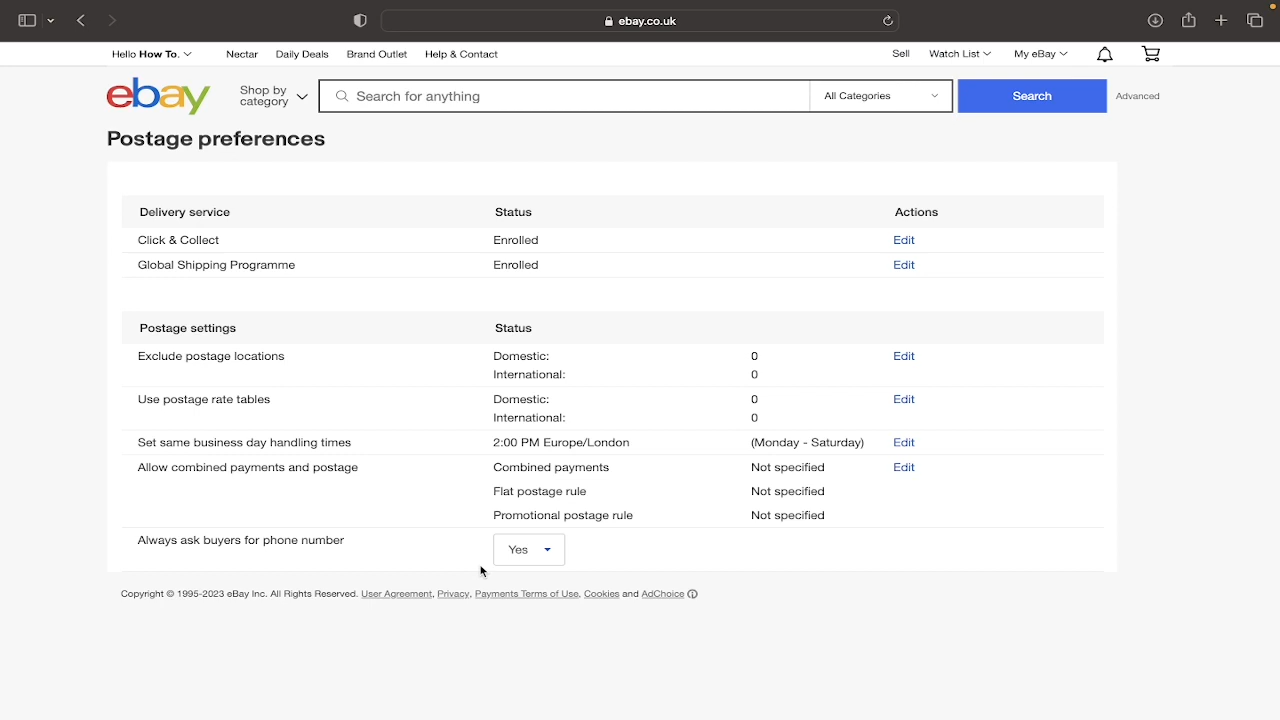 ebay.co.uk
Hello How To. Nectar Daily Deals Brand Outlet Help & Contact Sell Watch List My eBay
ebay Shop by category Search for anything All Categories Search Advanced
Postage preferences
Delivery service Status Actions
Click & Collect Enrolled Edit
Global Shipping Programme Enrolled Edit
Postage settings Status
Exclude postage locations Domestic: 0 Edit
International: 0
Use postage rate tables Domestic: 0 Edit
International: 0
Set same business day handling times 2:00 PM Europe/London (Monday - Saturday) Edit
Allow combined payments and postage Combined payments Not specified Edit
Flat postage rule Not specified
Promotional postage rule Not specified
Always ask buyers for phone number Yes
Copyright © 1995-2023 eBay Inc. All Rights Reserved. User Agreement, Privacy, Payments Terms of Use, Cookies and AdChoice